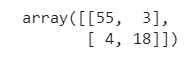 array([[55,  3],
       [ 4, 18]])